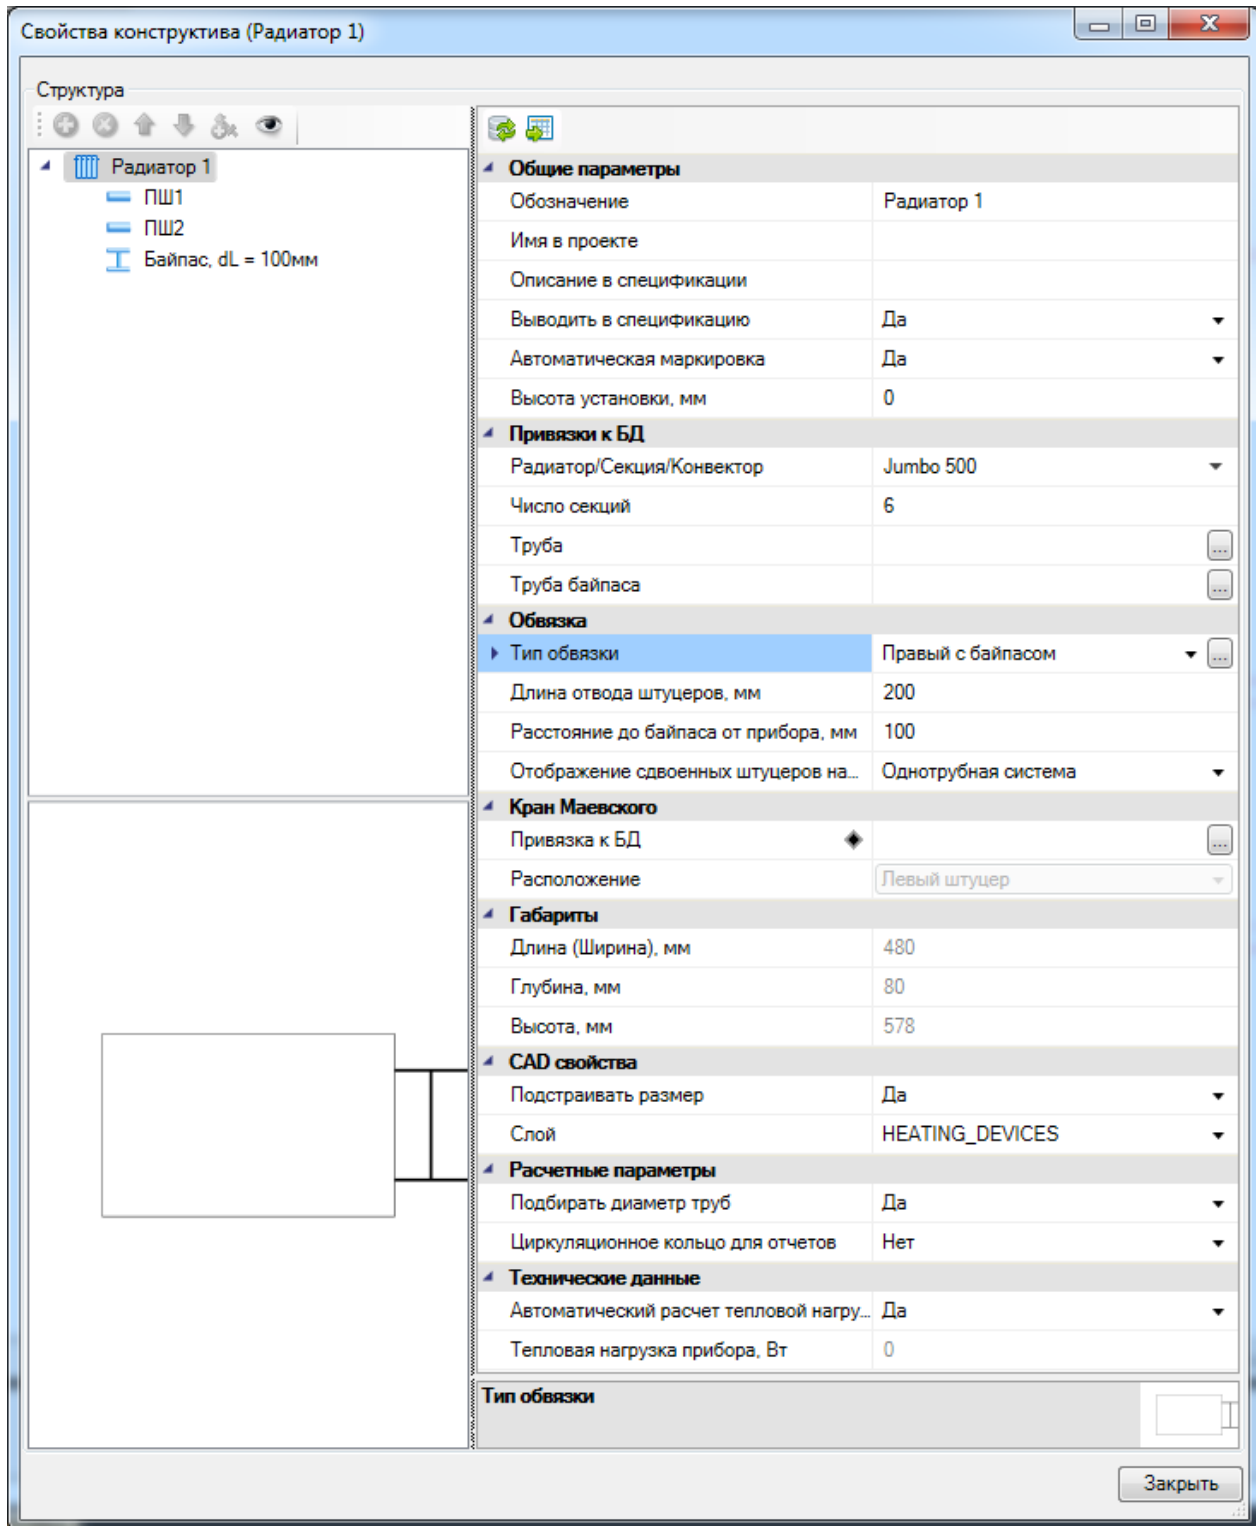 Свойства конструктива (Радиатор 1)
Структура
Радиатор 1
ПШ1
ПШ2
Байпас, dL = 100мм
Общие параметры
Обозначение Радиатор 1
Имя в проекте
Описание в спецификации
Выводить в спецификацию Да
Автоматическая маркировка Да
Высота установки, мм 0
Привязки к БД
Радиатор/Секция/Конвектор Jumbo 500
Число секций 6
Труба ...
Труба байпаса ...
Обвязка
Тип обвязки Правый с байпасом ...
Длина отвода штуцеров, мм 200
Расстояние до байпаса от прибора, мм 100
Отображение сдвоенных штуцеров на... Однотрубная система
Кран Маевского
Привязка к БД ...
Расположение Левый штуцер
Габариты
Длина (Ширина), мм 480
Глубина, мм 80
Высота, мм 578
CAD свойства
Подстраивать размер Да
Слой HEATING_DEVICES
Расчетные параметры
Подбирать диаметр труб Да
Циркуляционное кольцо для отчетов Нет
Технические данные
Автоматический расчет тепловой нагру... Да
Тепловая нагрузка прибора, Вт 0
Тип обвязки
Закрыть